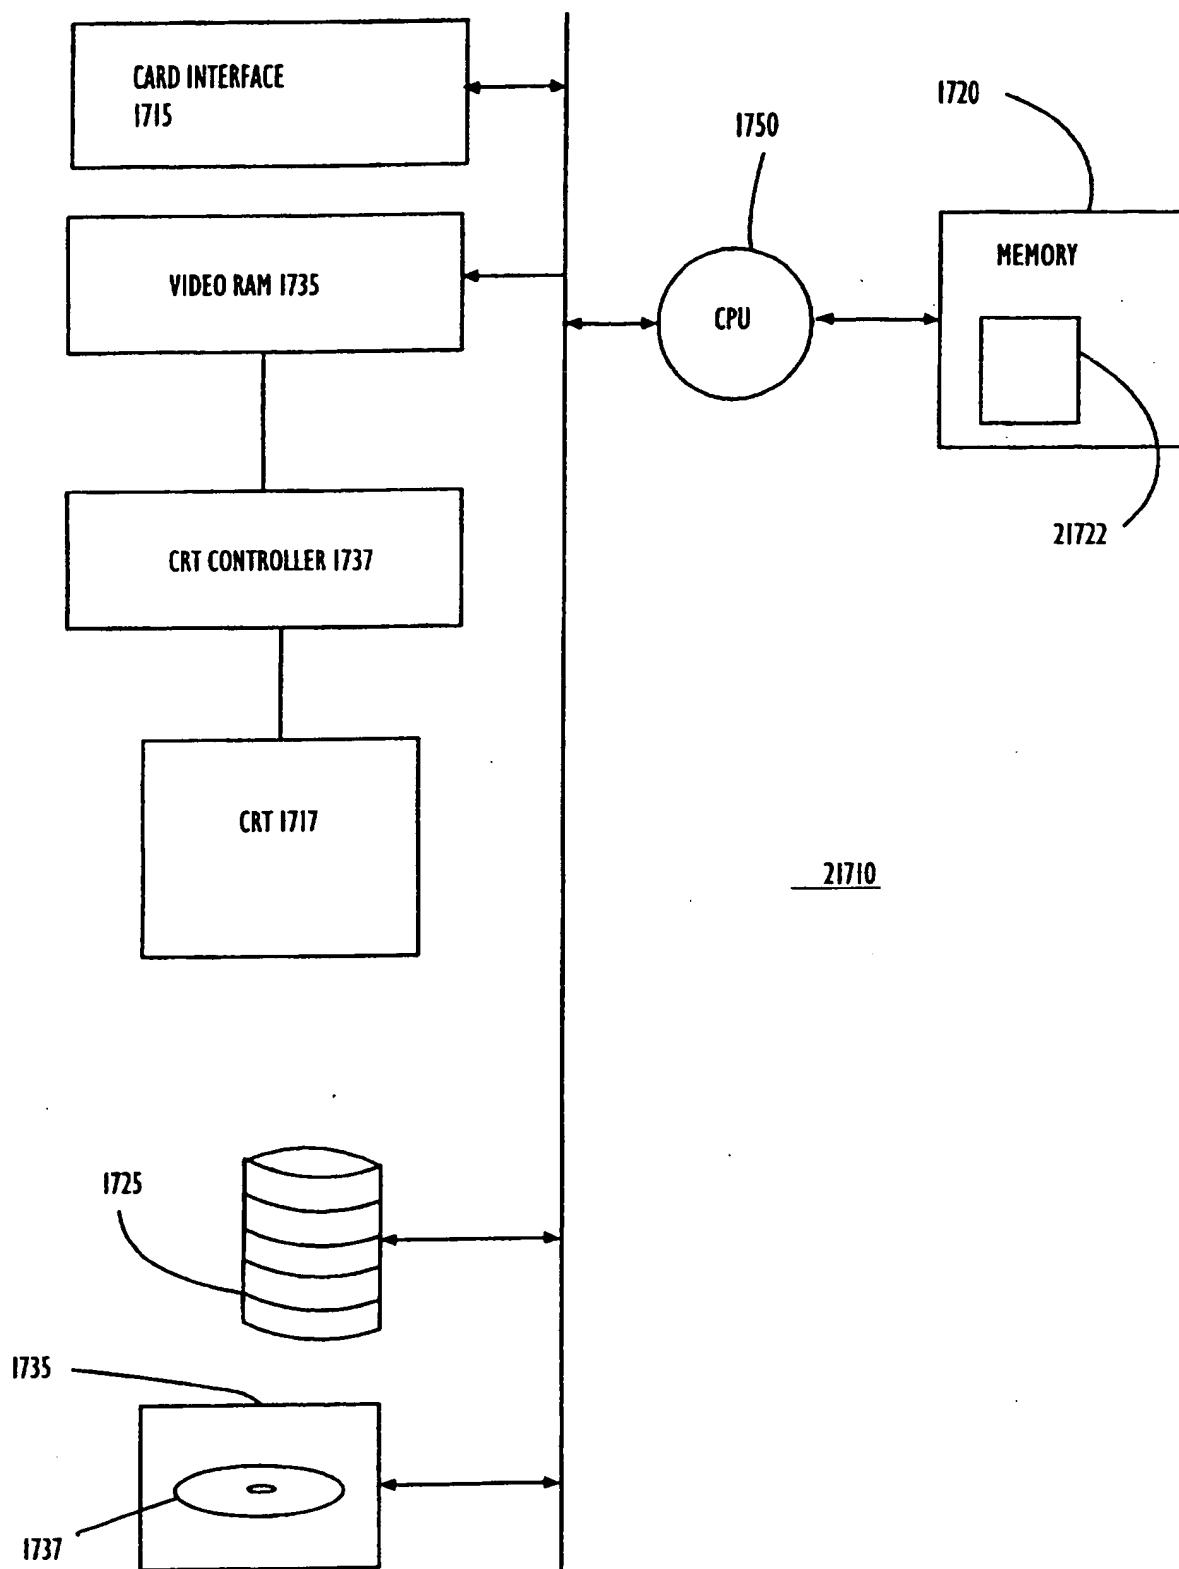 CARD INTERFACE
1715
1720
1750
VIDEO RAM 1735
MEMORY
CPU
21722
CRT CONTROLLER 1737
CRT 1717
21710
1725
1735
1737